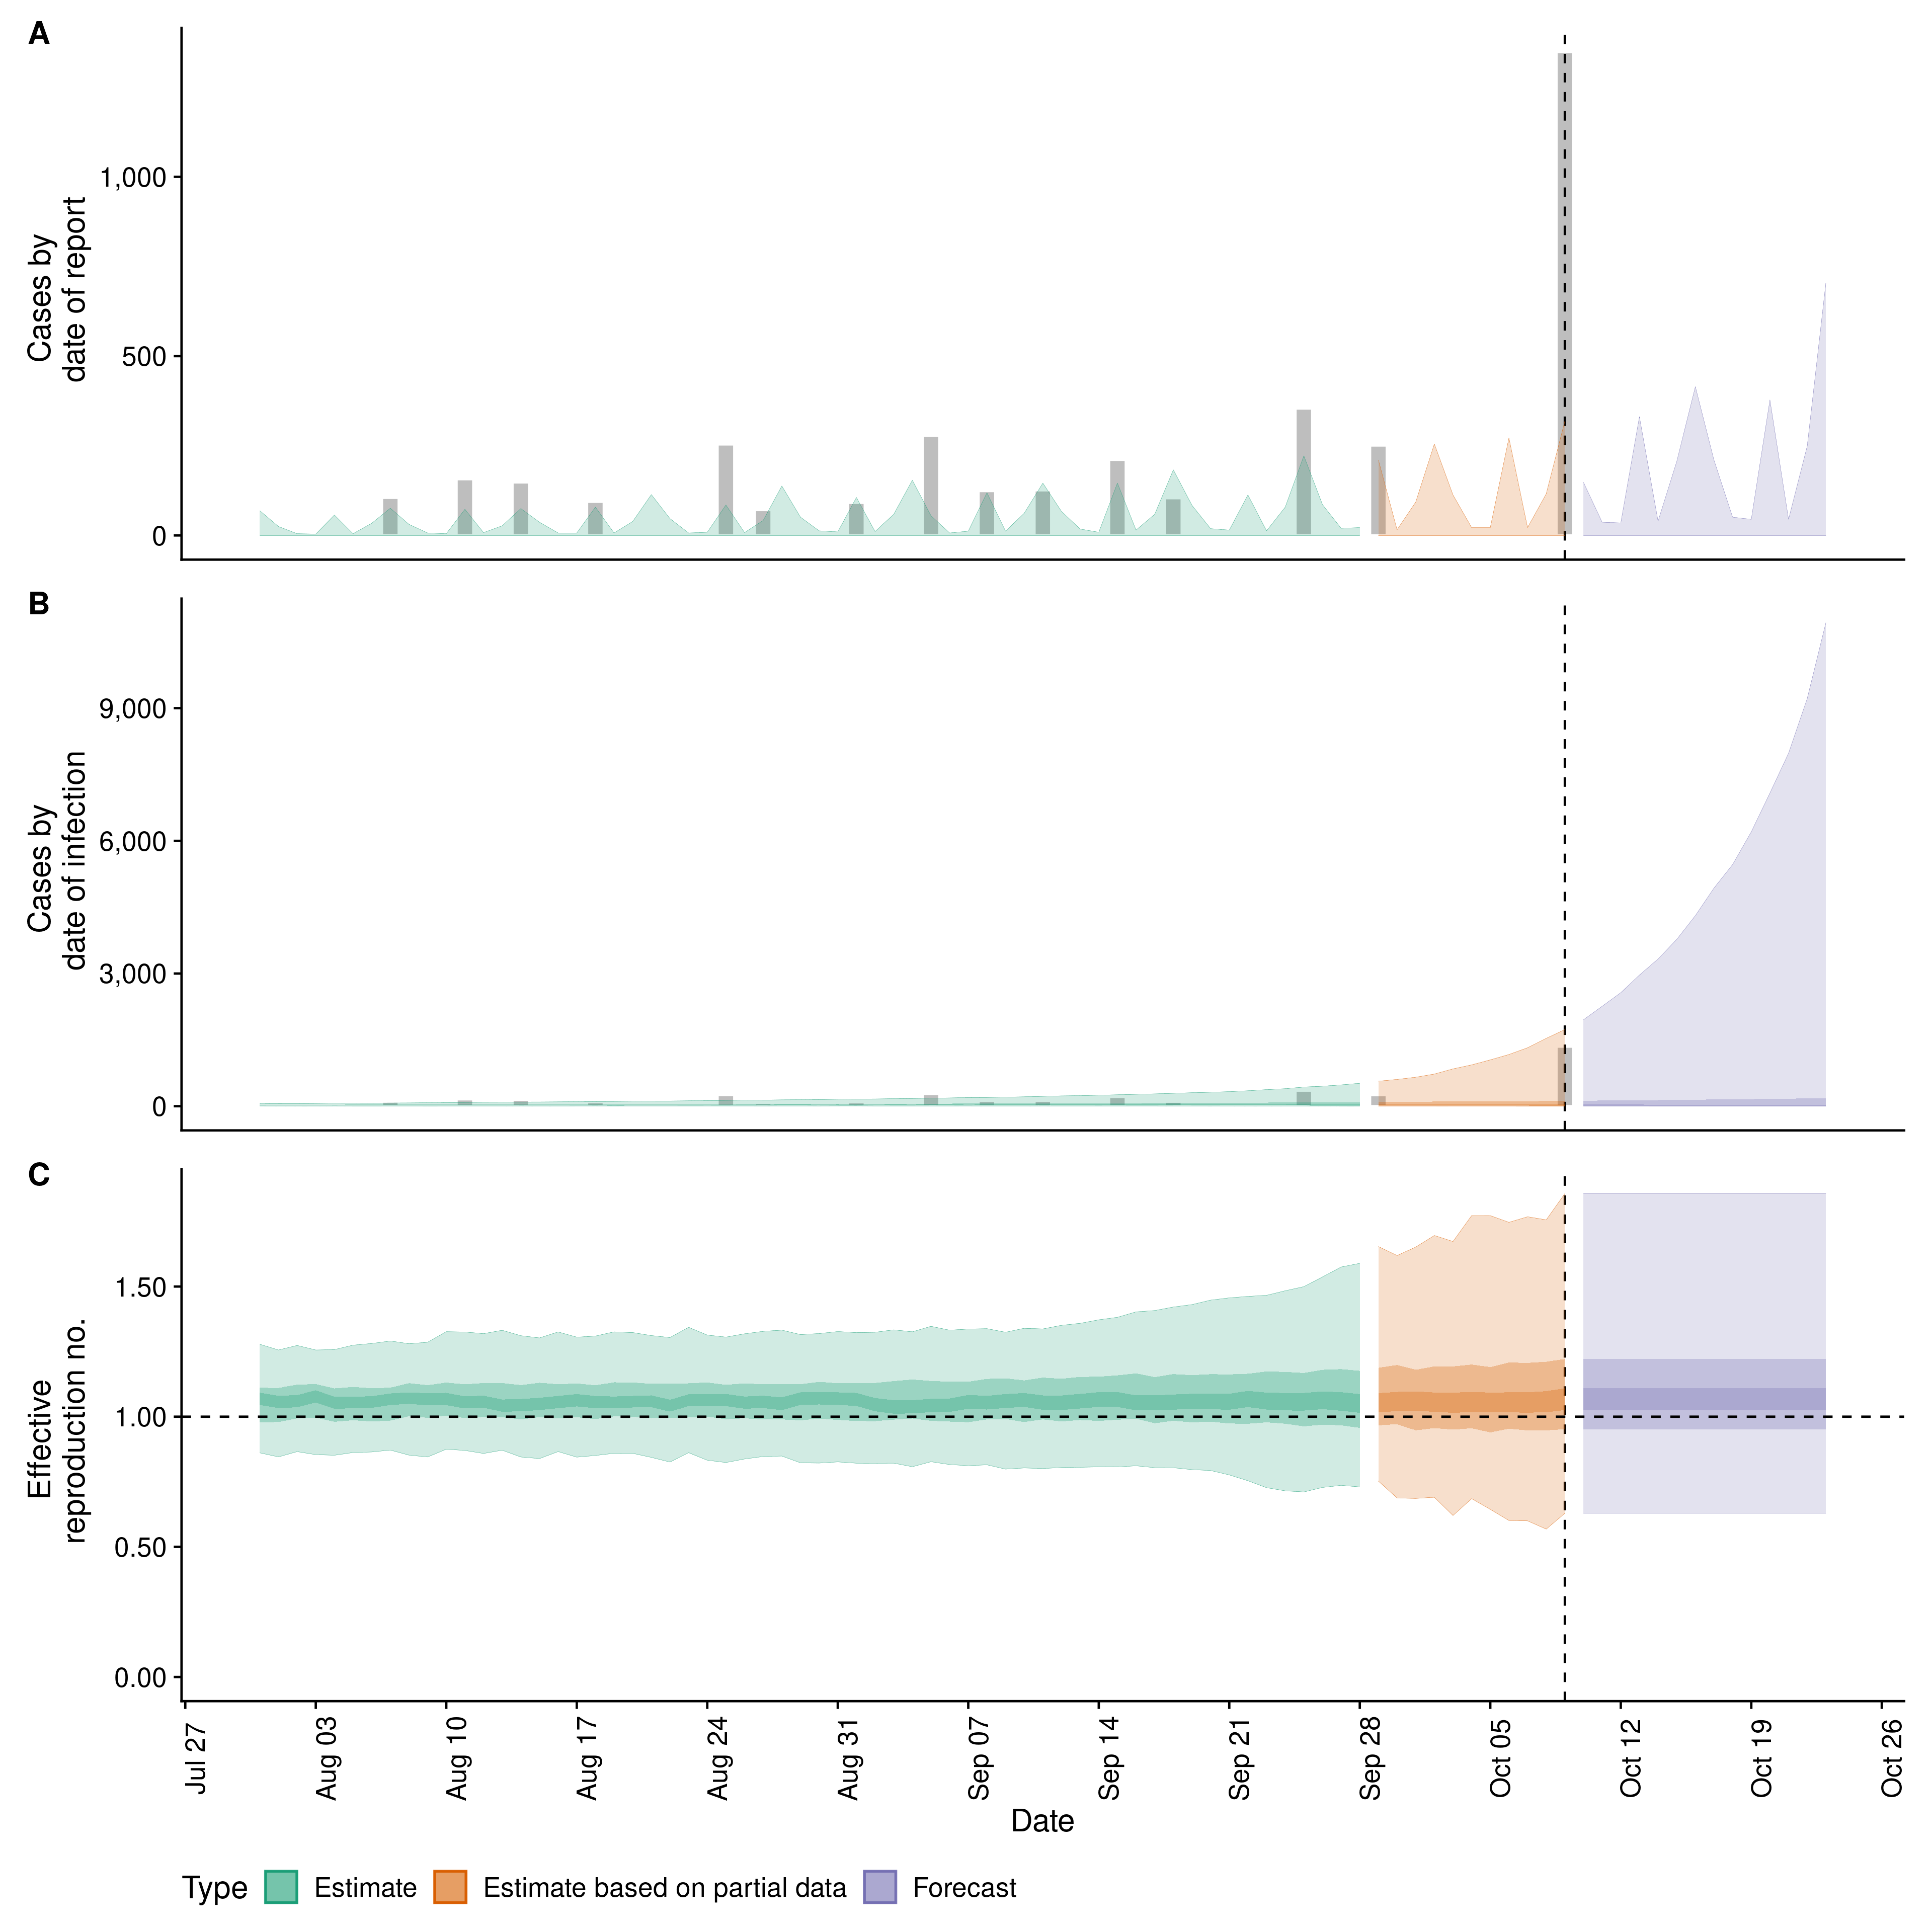 A
Cases by
date of report
1,000
500
0
B
Cases by
date of infection
9,000
6,000
3,000
0
C
Effective
reproduction no.
1.50
1.00
0.50
0.00
Jul 27
Aug 03
Aug 10
Aug 17
Aug 24
Aug 31
Sep 07
Sep 14
Sep 21
Sep 28
Oct 05
Oct 12
Oct 19
Oct 26
Date
Type Estimate Estimate based on partial data Forecast